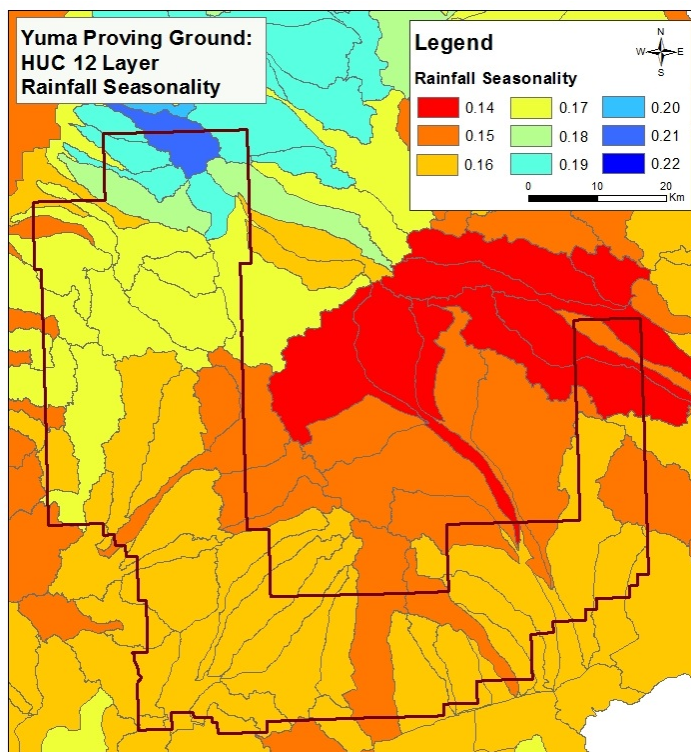 Yuma Proving Ground:
HUC 12 Layer
Rainfall Seasonality
Legend
N
W E
S
Rainfall Seasonality
0.14 0.17 0.20
0.15 0.18 0.21
0.16 0.19 0.22
0 10 20
Km